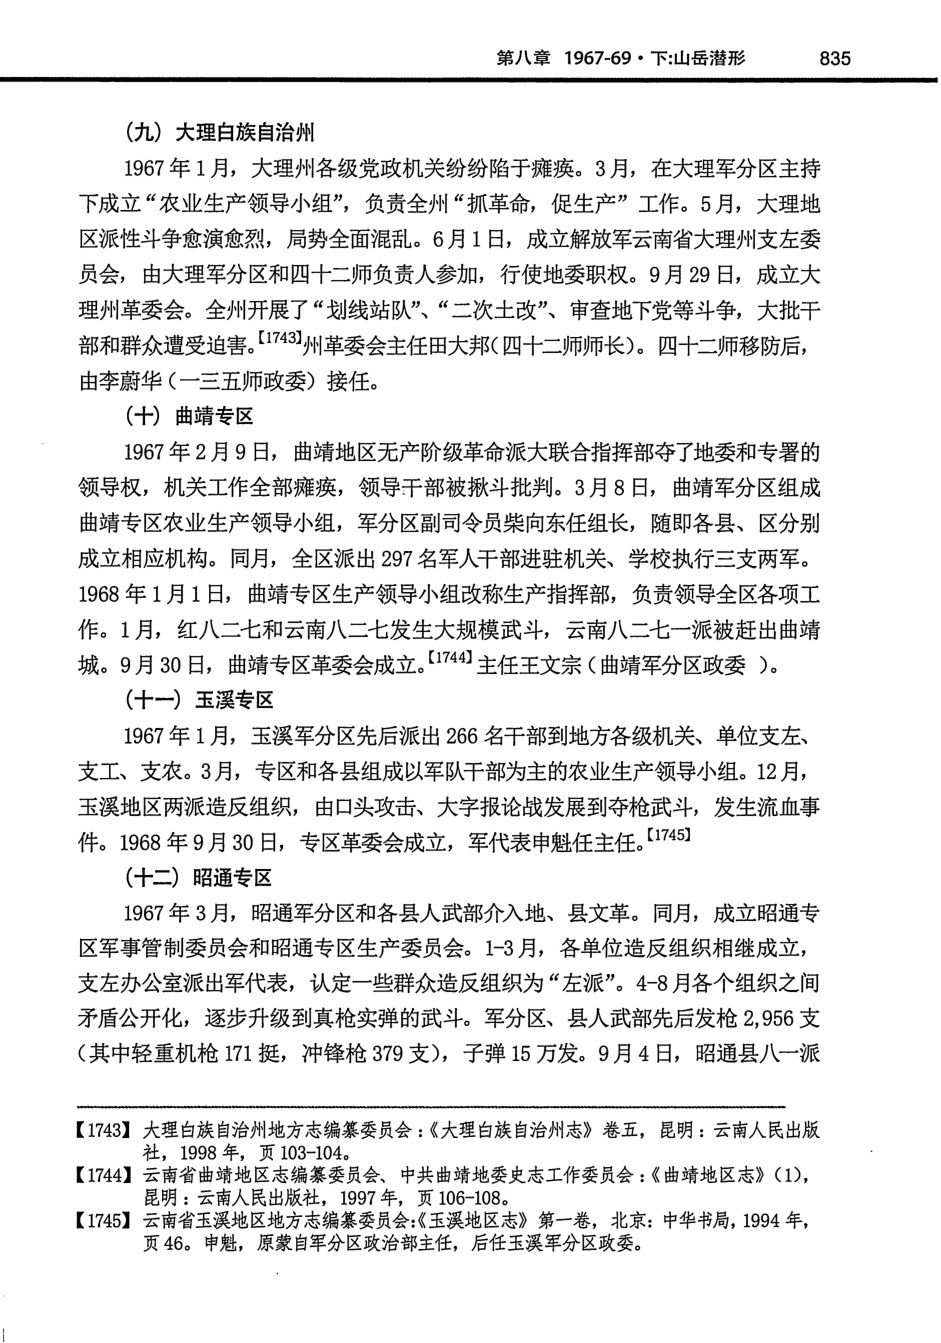 第八章 1967-69·下:山岳潜形 835
(九) 大理白族自治州
1967年1月，大理州各级党政机关纷纷陷于瘫痪。3月，在大理军分区主持
下成立“农业生产领导小组”，负责全州“抓革命，促生产”工作。5月，大理地
区派性斗争愈演愈烈，局势全面混乱。6月1日，成立解放军云南省大理州支左委
员会，由大理军分区和四十二师负责人参加，行使地委职权。9月29日，成立大
理州革委会。全州开展了“划线站队”、“二次土改”、审查地下党等斗争，大批干
部和群众遭受迫害。【1743】州革委会主任田大邦（四十二师师长）。四十二师移防后，
由李蔚华（一三五师政委）接任。
(十) 曲靖专区
1967年2月9日，曲靖地区无产阶级革命派大联合指挥部夺了地委和专署的
领导权，机关工作全部瘫痪，领导干部被揪斗批判。3月8日，曲靖军分区组成
曲靖专区农业生产领导小组，军分区副司令员柴向东任组长，随即各县、区分别
成立相应机构。同月，全区派出297名军人干部进驻机关、学校执行三支两军。
1968年1月1日，曲靖专区生产领导小组改称生产指挥部，负责领导全区各项工
作。1月，红八二七和云南八二七发生大规模武斗，云南八二七一派被赶出曲靖
城。9月30日，曲靖专区革委会成立。【1744】主任王文宗（曲靖军分区政委 ）。
(十一) 玉溪专区
1967年1月，玉溪军分区先后派出266名干部到地方各级机关、单位支左、
支工、支农。3月，专区和各县组成以军队干部为主的农业生产领导小组。12月，
玉溪地区两派造反组织，由口头攻击、大字报论战发展到夺枪武斗，发生流血事
件。1968年9月30日，专区革委会成立，军代表申魁任主任。【1745】
(十二) 昭通专区
1967年3月，昭通军分区和各县人武部介入地、县文革。同月，成立昭通专
区军事管制委员会和昭通专区生产委员会。1-3月，各单位造反组织相继成立，
支左办公室派出军代表，认定一些群众造反组织为“左派”。4-8月各个组织之间
矛盾公开化，逐步升级到真枪实弹的武斗。军分区、县人武部先后发枪2,956支
（其中轻重机枪171挺，冲锋枪379支），子弹15万发。9月4日，昭通县八一派
【1743】大理白族自治州地方志编纂委员会：《大理白族自治州志》卷五，昆明：云南人民出版
社，1998年，页103-104。
【1744】云南省曲靖地区志编纂委员会、中共曲靖地委史志工作委员会：《曲靖地区志》（1），
昆明：云南人民出版社，1997年，页106-108。
【1745】云南省玉溪地区地方志编纂委员会:《玉溪地区志》第一卷，北京：中华书局，1994年，
页46。申魁，原蒙自军分区政治部主任，后任玉溪军分区政委。